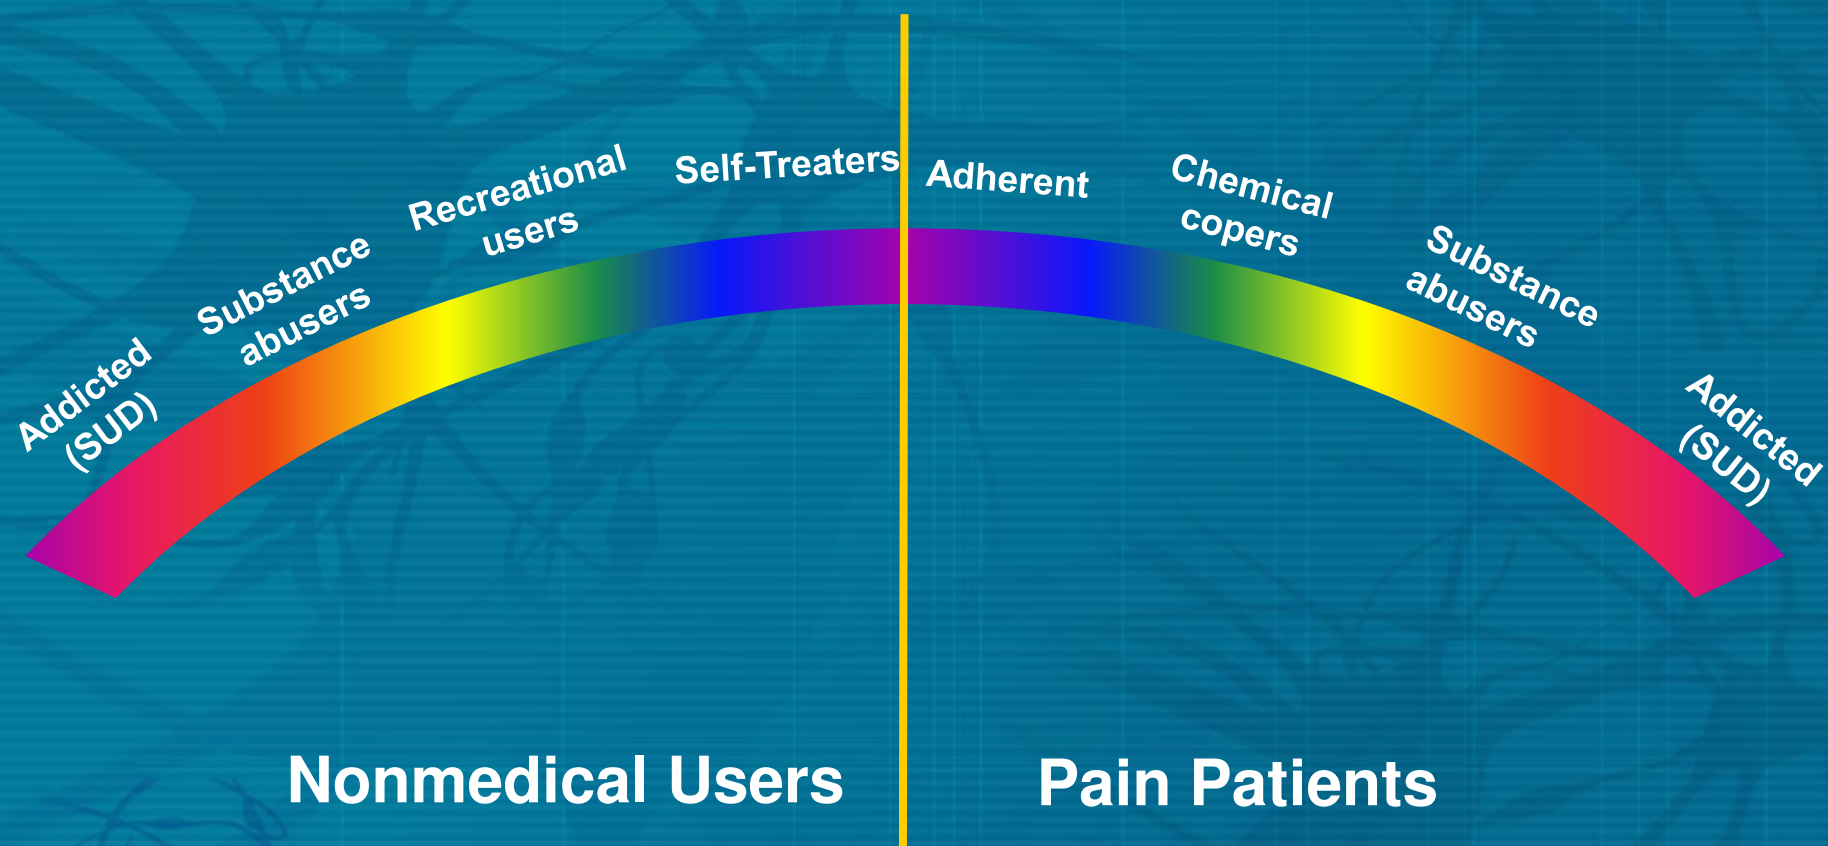 Addicted
(SUD)
Substance
abusers
Recreational
users
Self-Treaters
Adherent
Chemical
copers
Substance
abusers
Addicted
(SUD)
Nonmedical Users
Pain Patients